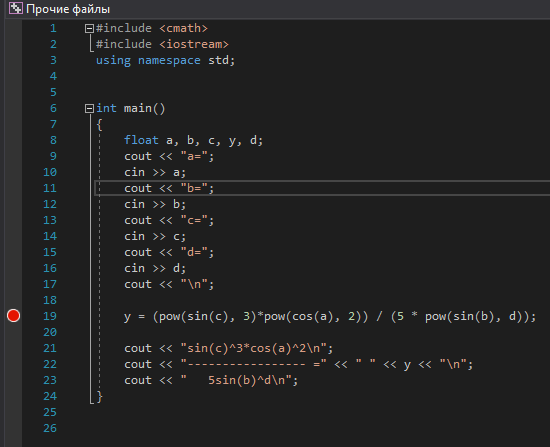 Прочие файлы
1 #include <cmath>
2 #include <iostream>
3 using namespace std;
4
5
6 int main()
7 {
8 float a, b, c, y, d;
9 cout << "a=";
10 cin >> a;
11 cout << "b=";
12 cin >> b;
13 cout << "c=";
14 cin >> c;
15 cout << "d=";
16 cin >> d;
17 cout << "\n";
18
19 y = (pow(sin(c), 3)*pow(cos(a), 2)) / (5 * pow(sin(b), d));
20
21 cout << "sin(c)^3*cos(a)^2\n";
22 cout << "---------------- =" << " " << y << "\n";
23 cout << "   5sin(b)^d\n";
24 }
25
26